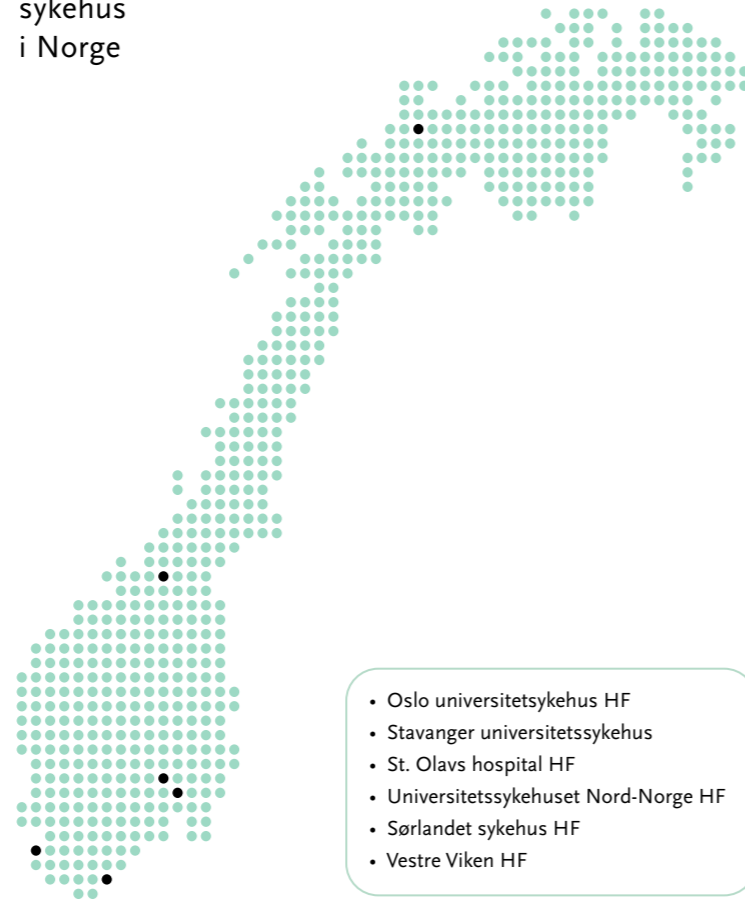 sykehus
i Norge
• Oslo universitetsykehus HF
• Stavanger universitetssykehus
• St. Olavs hospital HF
• Universitetssykehuset Nord-Norge HF
• Sørlandet sykehus HF
• Vestre Viken HF